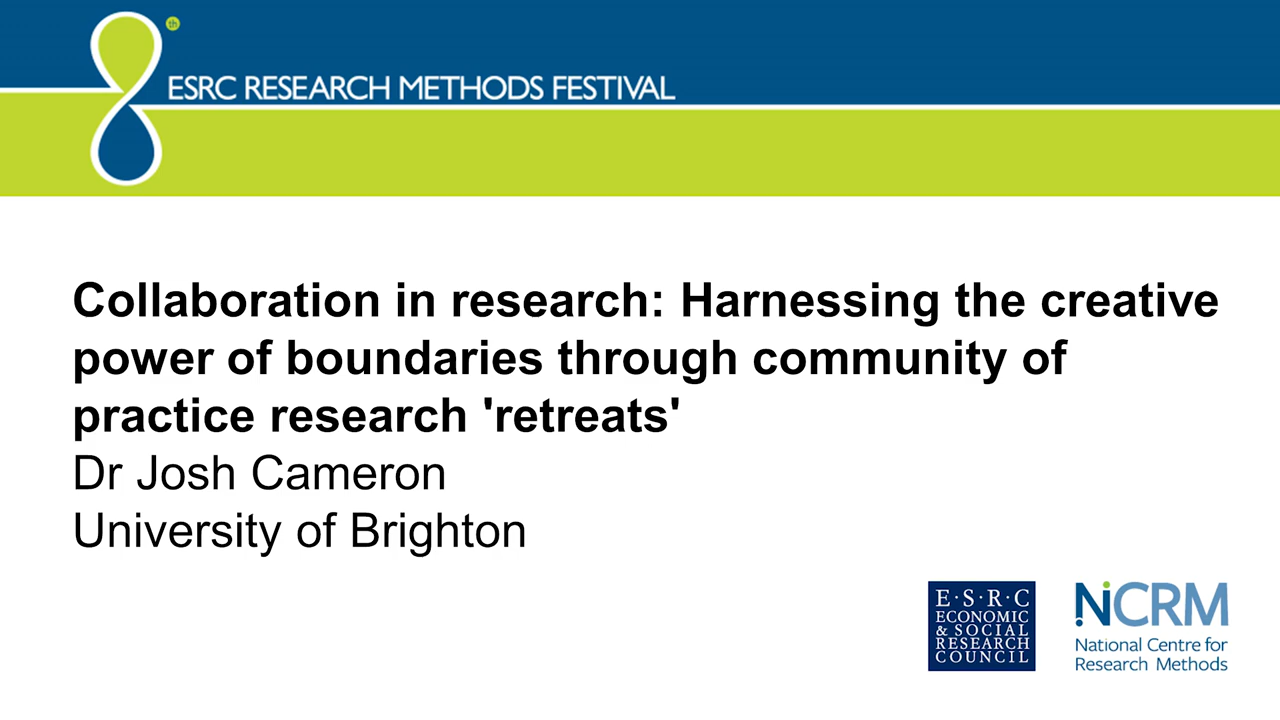 th
ESRC RESEARCH METHODS FESTIVAL
Collaboration in research: Harnessing the creative
power of boundaries through community of
practice research 'retreats'
Dr Josh Cameron
University of Brighton
E·S·R·C
ECONOMIC
& SOCIAL
RESEARCH
COUNCIL
NCRM
National Centre for
Research Methods